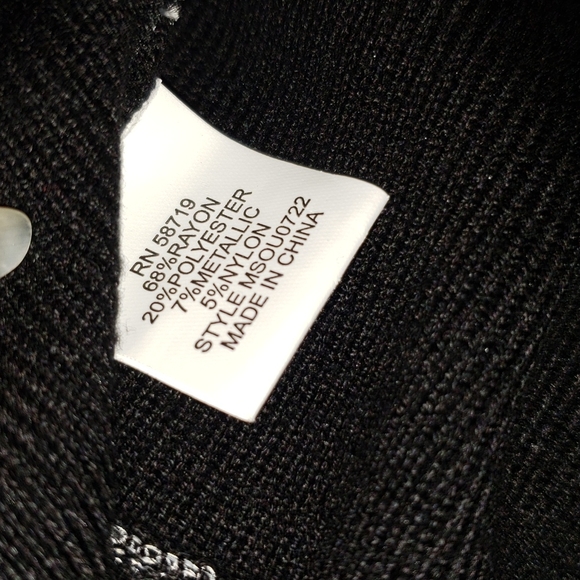 RN 58719
68%RAYON
20%POLYESTER
7%METALLIC
5%NYLON
STYLE MSOU0722
MADE IN CHINA